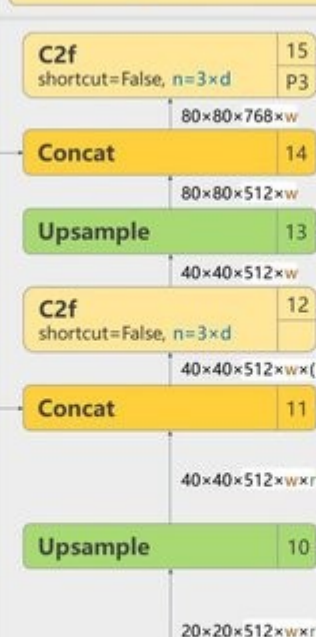 C2f
15
shortcut=False, n=3×d
P3
80×80×768×w
Concat
14
80×80×512×w
Upsample
13
40×40×512×w
C2f
12
shortcut=False, n=3×d
40×40×512×w×(
Concat
11
40×40×512×w×r
Upsample
10
20×20×512×w×r